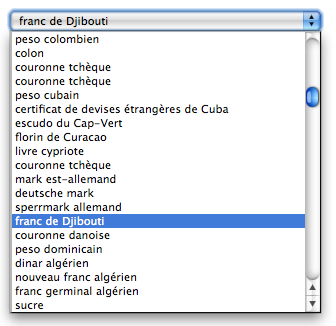 franc de Djibouti
peso colombien
colon
couronne tchèque
couronne tchèque
peso cubain
certificat de devises étrangères de Cuba
escudo du Cap-Vert
florin de Curacao
livre cypriote
couronne tchèque
mark est-allemand
deutsche mark
sperrmark allemand
franc de Djibouti
couronne danoise
peso dominicain
dinar algérien
nouveau franc algérien
franc germinal algérien
sucre